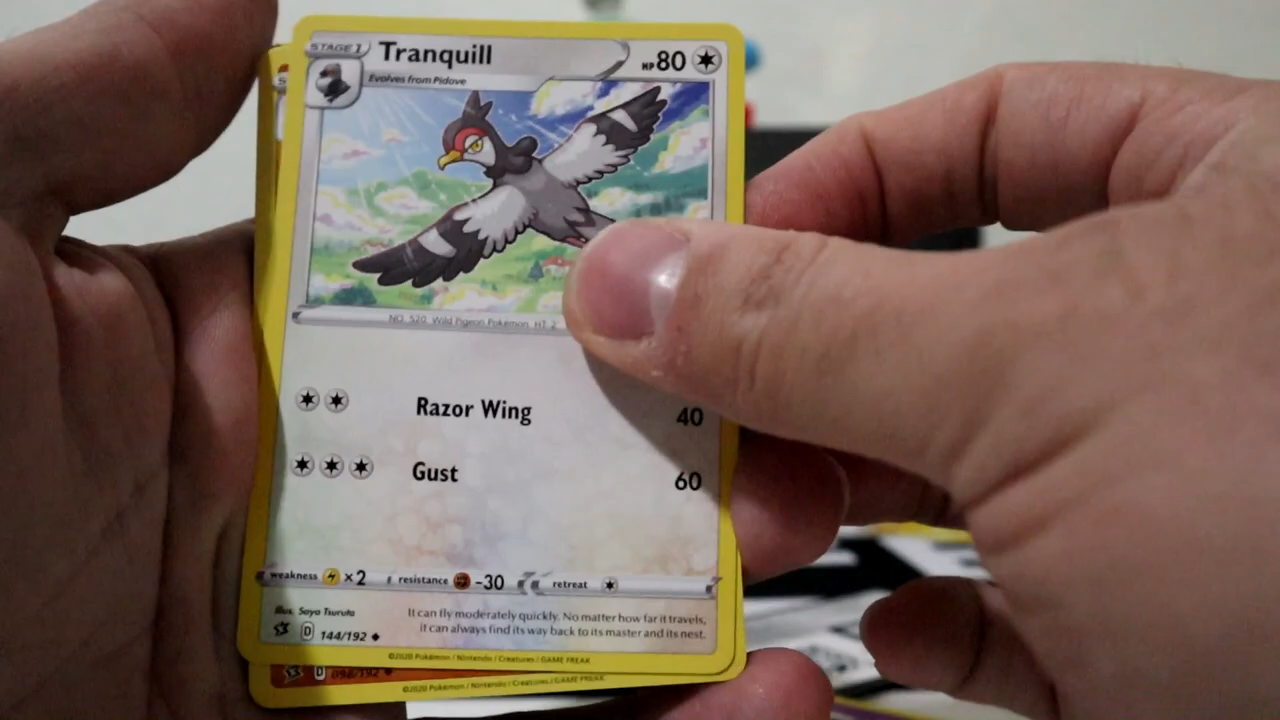 STAGE 1 Tranquill HP 80
Evolves from Pidove
NO. 520 Wild Pigeon Pokémon HT: 2
Razor Wing 40
Gust 60
weakness ×2 resistance -30 retreat
Illus. Saya Tsuruta
It can fly moderately quickly. No matter how far it travels,
it can always find its way back to its master and its nest.
D 144/192
©2020 Pokémon / Nintendo / Creatures / GAME FREAK
D 098/192
©2020 Pokémon / Nintendo / Creatures / GAME FREAK